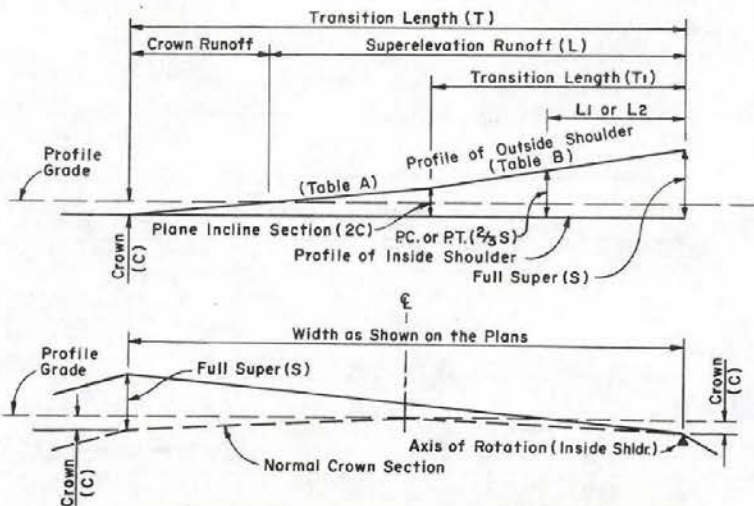 Transition Length (T)
Crown Runoff
Superelevation Runoff (L)
Transition Length (T1)
L1 or L2
Profile
Grade
Profile of Outside Shoulder
(Table B)
(Table A)
Plane Incline Section (2C)
P.C. or P.T. (2/3 S)
Profile of Inside Shoulder
Full Super (S)
Crown
(C)
℄
Width as Shown on the Plans
Profile
Grade
Full Super (S)
Crown
(C)
Axis of Rotation (Inside Shldr.)
Normal Crown Section
Crown
(C)